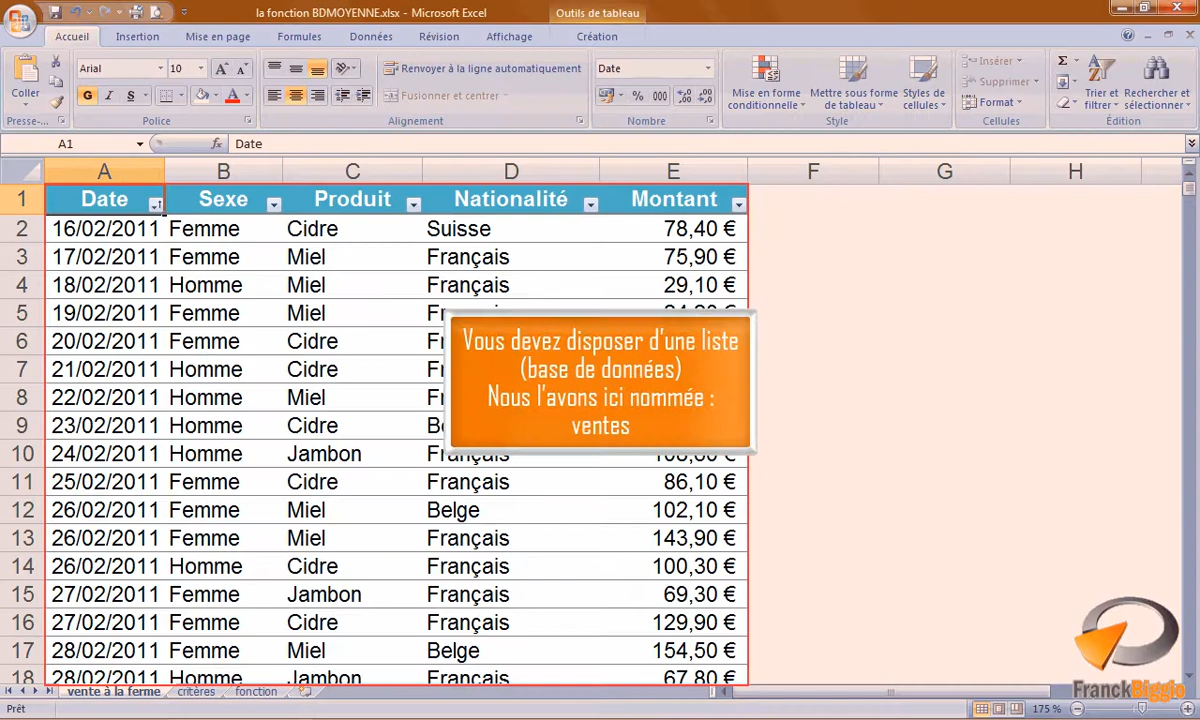 la fonction BDMOYENNE.xlsx - Microsoft Excel
Outils de tableau
Accueil Insertion Mise en page Formules Données Révision Affichage Création
Coller
Arial 10
G I S
Renvoyer à la ligne automatiquement
Fusionner et centrer
Date
% 000
Mise en forme conditionnelle
Mettre sous forme de tableau
Styles de cellules
Insérer
Supprimer
Format
Σ
Trier et filtrer
Rechercher et sélectionner
Presse-... Police Alignement Nombre Style Cellules Édition
A1 fx Date
A B C D E F G H
1 Date Sexe Produit Nationalité Montant
2 16/02/2011 Femme Cidre Suisse 78,40 €
3 17/02/2011 Femme Miel Français 75,90 €
4 18/02/2011 Homme Miel Français 29,10 €
5 19/02/2011 Femme Miel
6 20/02/2011 Femme Cidre
7 21/02/2011 Homme Cidre
8 22/02/2011 Homme Miel
9 23/02/2011 Homme Cidre
10 24/02/2011 Homme Jambon Français
11 25/02/2011 Femme Cidre Français 86,10 €
12 26/02/2011 Femme Miel Belge 102,10 €
13 26/02/2011 Femme Miel Français 143,90 €
14 26/02/2011 Homme Cidre Français 100,30 €
15 27/02/2011 Femme Jambon Français 69,30 €
16 27/02/2011 Femme Cidre Français 129,90 €
17 28/02/2011 Femme Miel Belge 154,50 €
18 28/02/2011 Homme Jambon Français 67,80 €
Vous devez disposer d'une liste
(base de données)
Nous l'avons ici nommée :
ventes
FranckBiggio
vente à la ferme critères fonction
Prêt 175 %